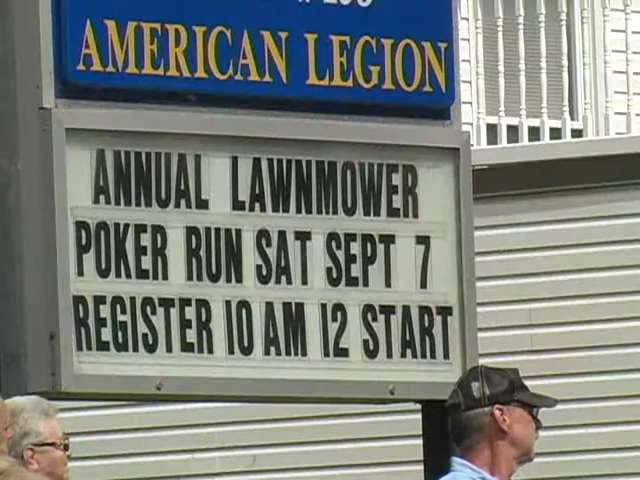 AMERICAN LEGION
ANNUAL LAWNMOWER
POKER RUN SAT SEPT 7
REGISTER 10 AM 12 START